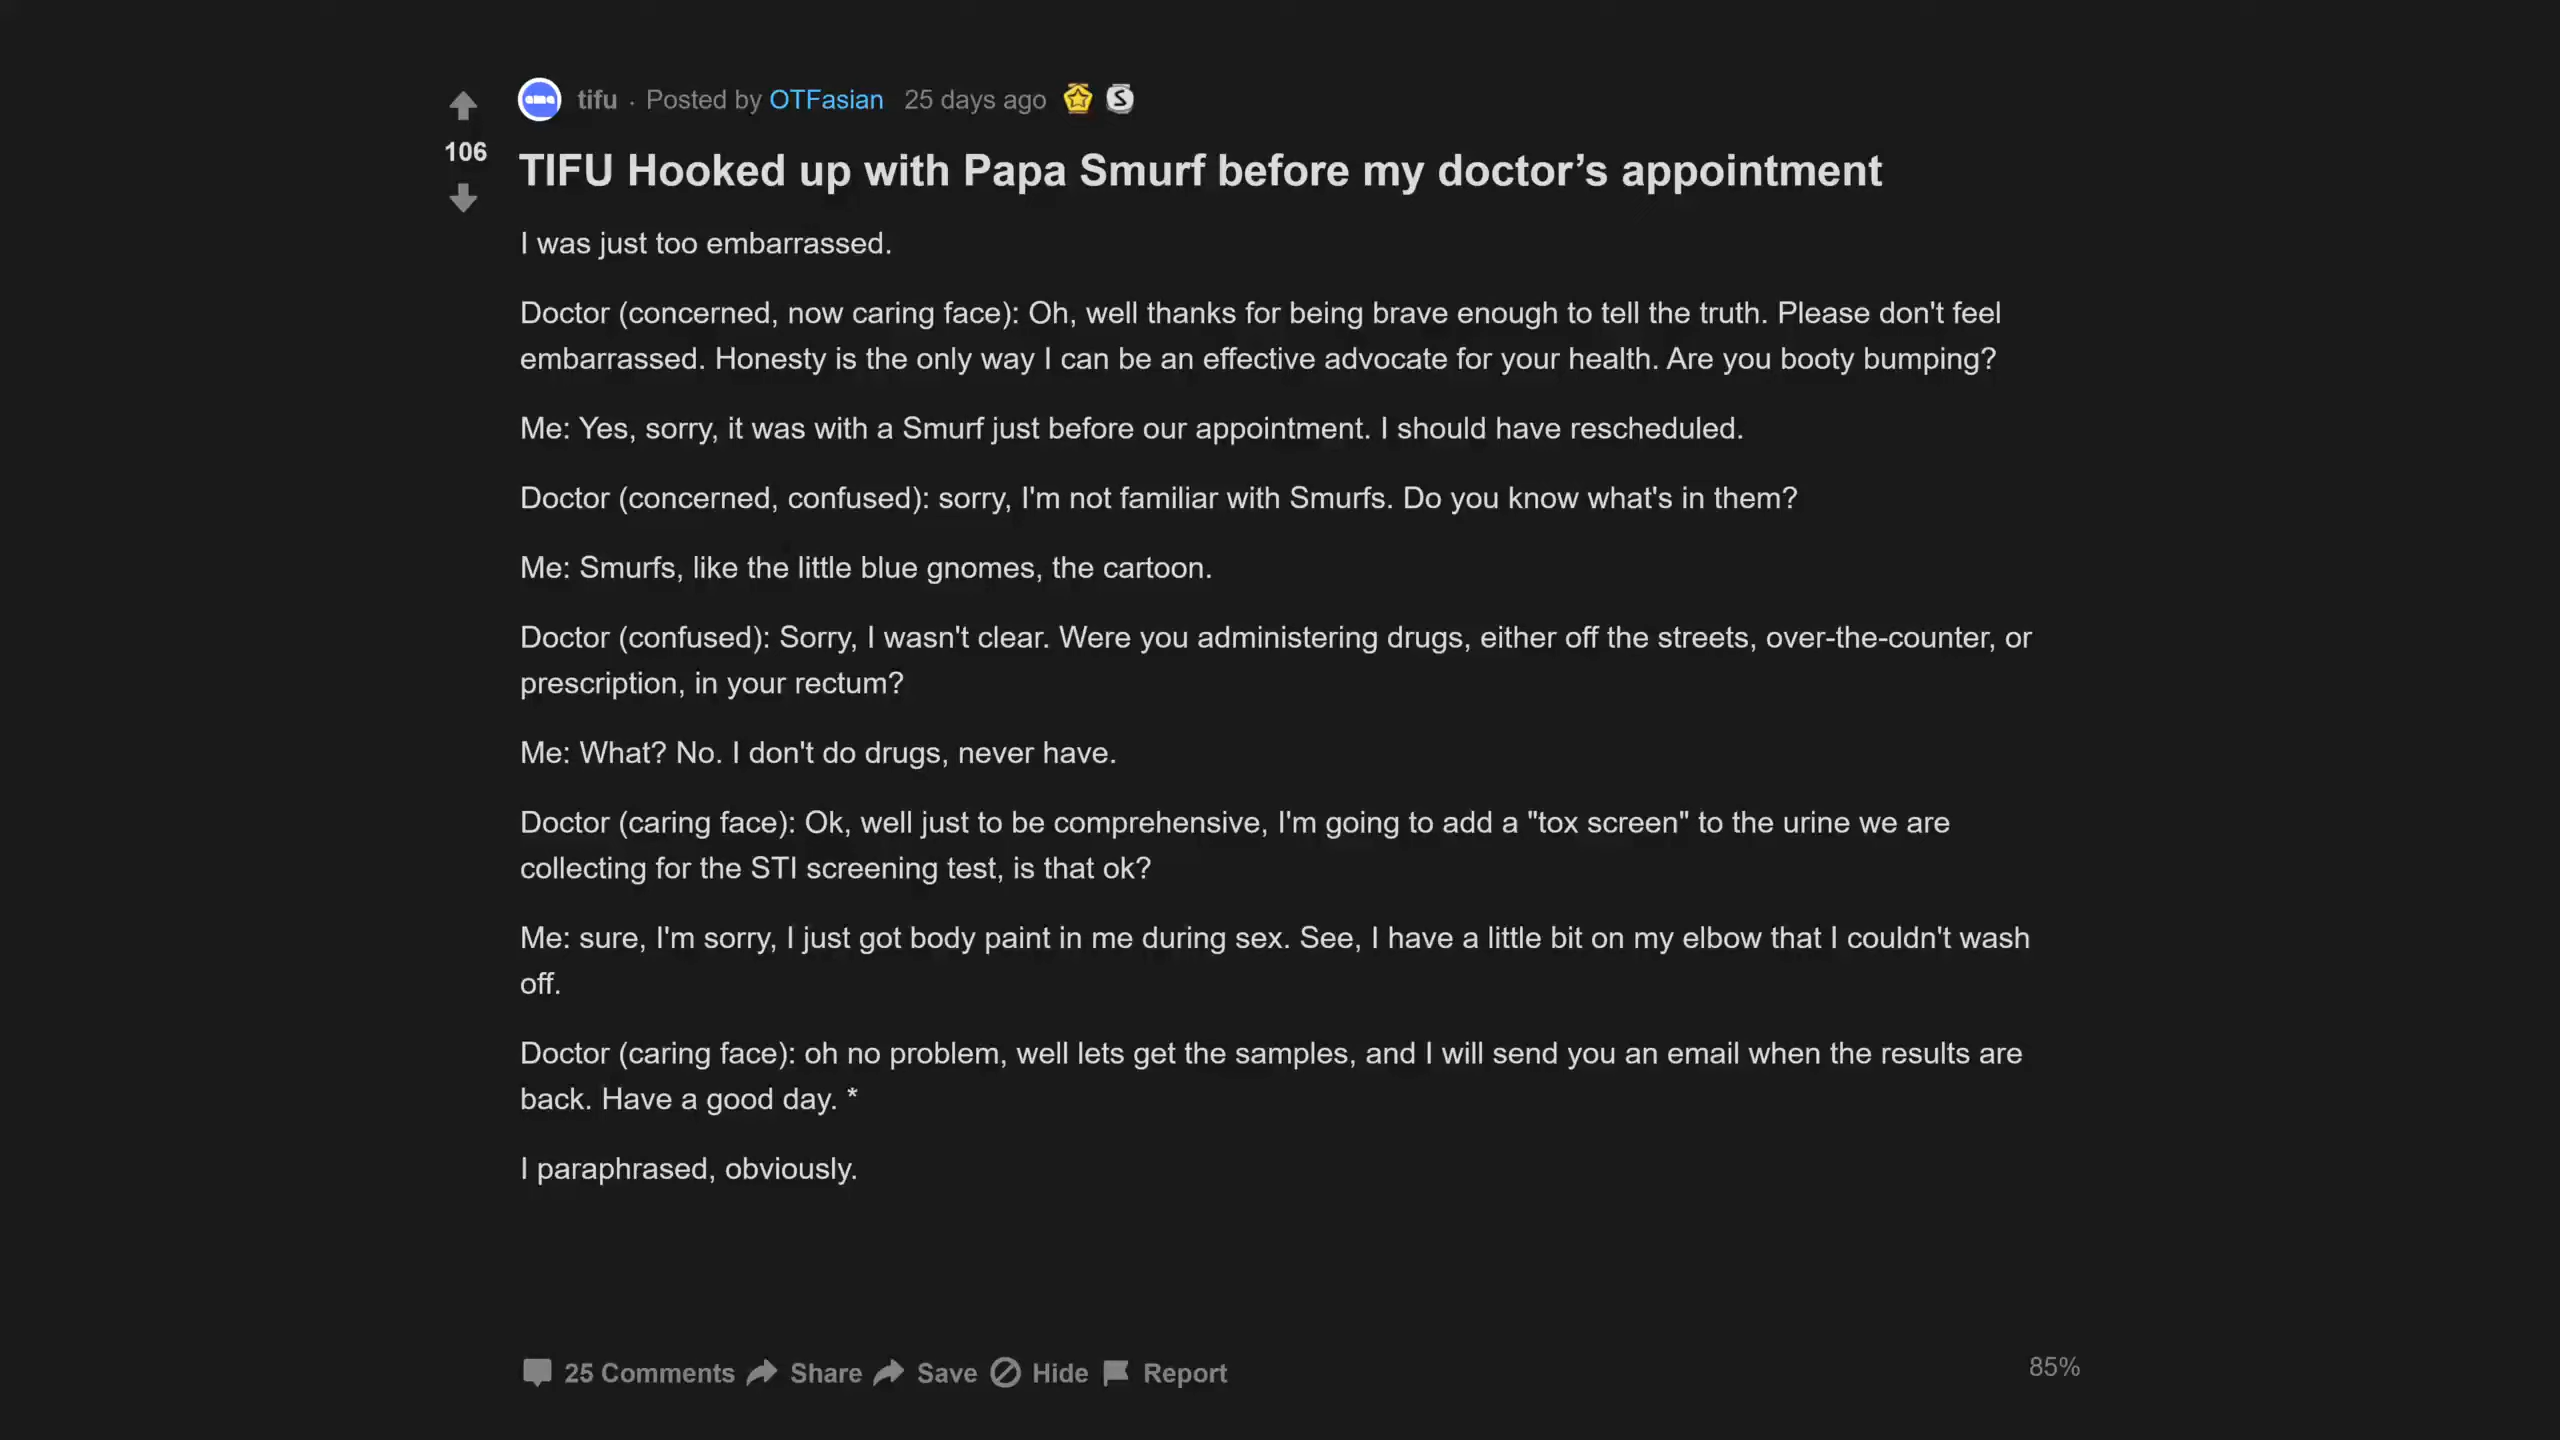 tifu · Posted by OTFasian 25 days ago
106
TIFU Hooked up with Papa Smurf before my doctor’s appointment
I was just too embarrassed.
Doctor (concerned, now caring face): Oh, well thanks for being brave enough to tell the truth. Please don't feel
embarrassed. Honesty is the only way I can be an effective advocate for your health. Are you booty bumping?
Me: Yes, sorry, it was with a Smurf just before our appointment. I should have rescheduled.
Doctor (concerned, confused): sorry, I'm not familiar with Smurfs. Do you know what's in them?
Me: Smurfs, like the little blue gnomes, the cartoon.
Doctor (confused): Sorry, I wasn't clear. Were you administering drugs, either off the streets, over-the-counter, or
prescription, in your rectum?
Me: What? No. I don't do drugs, never have.
Doctor (caring face): Ok, well just to be comprehensive, I'm going to add a "tox screen" to the urine we are
collecting for the STI screening test, is that ok?
Me: sure, I'm sorry, I just got body paint in me during sex. See, I have a little bit on my elbow that I couldn't wash
off.
Doctor (caring face): oh no problem, well lets get the samples, and I will send you an email when the results are
back. Have a good day. *
I paraphrased, obviously.
25 Comments Share Save Hide Report
85%